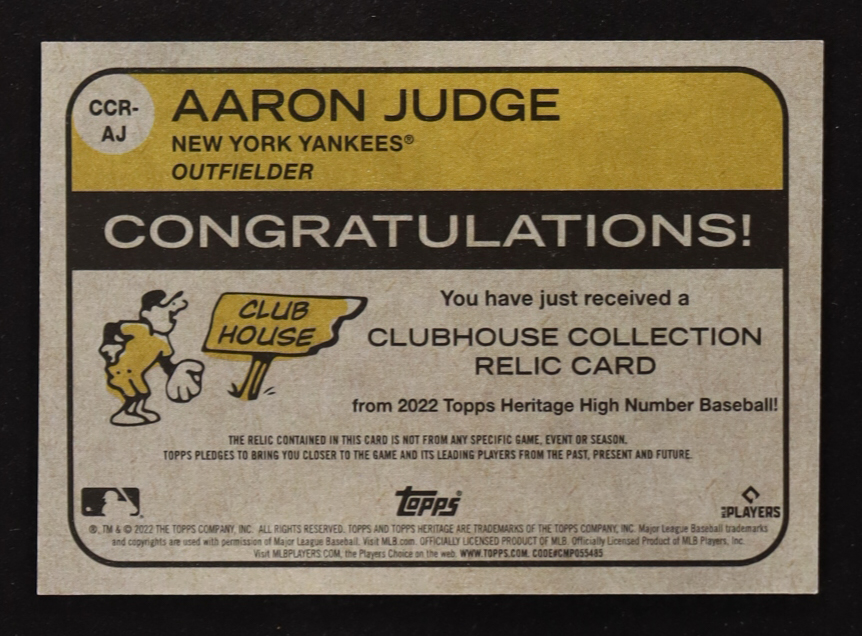 CCR-
AJ
AARON JUDGE
NEW YORK YANKEES®
OUTFIELDER
CONGRATULATIONS!
CLUB
HOUSE
You have just received a
CLUBHOUSE COLLECTION
RELIC CARD
from 2022 Topps Heritage High Number Baseball!
THE RELIC CONTAINED IN THIS CARD IS NOT FROM ANY SPECIFIC GAME, EVENT OR SEASON.
TOPPS PLEDGES TO BRING YOU CLOSER TO THE GAME AND ITS LEADING PLAYERS FROM THE PAST, PRESENT AND FUTURE.
topps
PLAYERS
®, TM & © 2022 THE TOPPS COMPANY, INC. ALL RIGHTS RESERVED. TOPPS AND TOPPS HERITAGE ARE TRADEMARKS OF THE TOPPS COMPANY, INC. Major League Baseball trademarks
and copyrights are used with permission of Major League Baseball. Visit MLB.com. OFFICIALLY LICENSED PRODUCT OF MLB. Officially Licensed Product of MLB Players, Inc.
Visit MLBPLAYERS.COM, the Players Choice on the web. WWW.TOPPS.COM. CODE#CMP055485